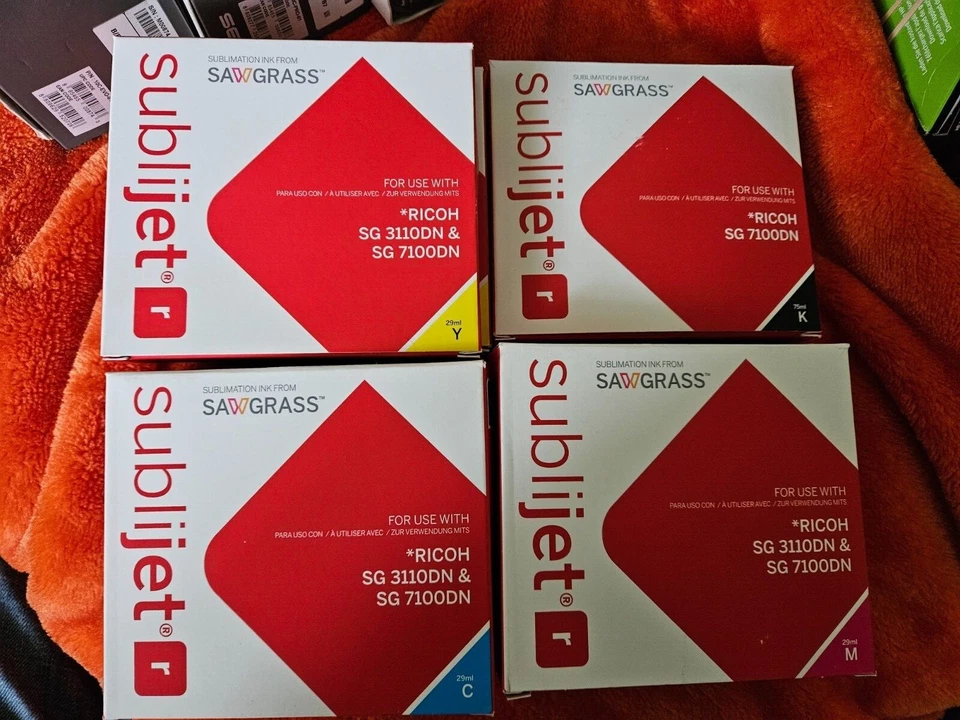 SUBLIMATION INK FROM
SAWGRASS™
sublijet® r
FOR USE WITH
PARA USO CON / À UTILISER AVEC / ZUR VERWENDUNG MITS
*RICOH
SG 3110DN &
SG 7100DN
29ml
Y
SUBLIMATION INK FROM
SAWGRASS™
sublijet® r
FOR USE WITH
PARA USO CON / À UTILISER AVEC / ZUR VERWENDUNG MITS
*RICOH
SG 7100DN
75ml
K
SUBLIMATION INK FROM
SAWGRASS™
sublijet® r
FOR USE WITH
PARA USO CON / À UTILISER AVEC / ZUR VERWENDUNG MITS
*RICOH
SG 3110DN &
SG 7100DN
29ml
C
SUBLIMATION INK FROM
SAWGRASS™
sublijet® r
FOR USE WITH
PARA USO CON / À UTILISER AVEC / ZUR VERWENDUNG MITS
*RICOH
SG 3110DN &
SG 7100DN
29ml
M